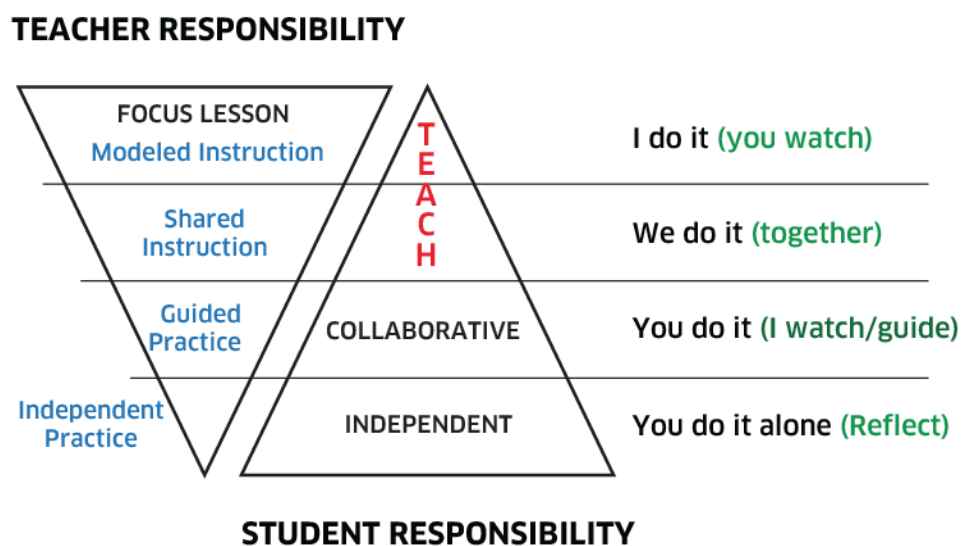 TEACHER RESPONSIBILITY
FOCUS LESSON
Modeled Instruction
TEACH
I do it (you watch)
Shared
Instruction
We do it (together)
Guided
Practice
COLLABORATIVE
You do it (I watch/guide)
Independent
Practice
INDEPENDENT
You do it alone (Reflect)
STUDENT RESPONSIBILITY